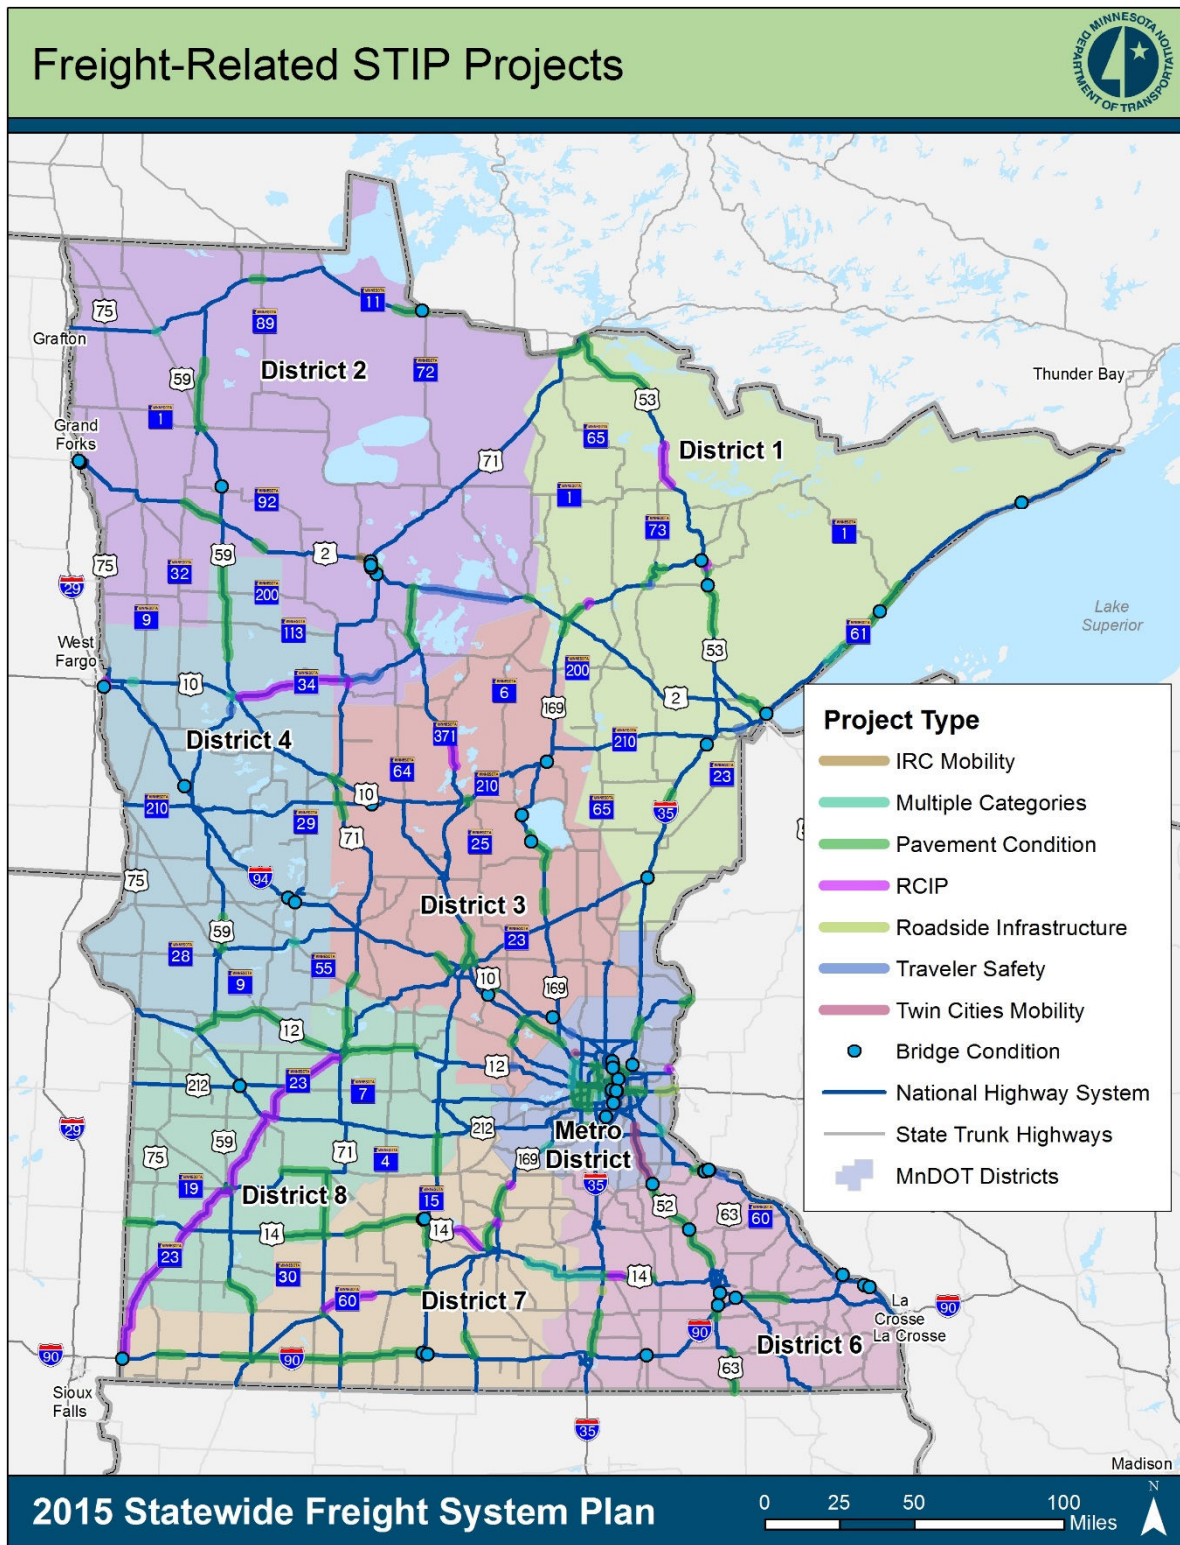 Freight-Related STIP Projects
MINNESOTA
DEPARTMENT OF TRANSPORTATION
75
11
89
Grafton
District 2
72
59
Thunder Bay
53
1
Grand
Forks
65
District 1
71
1
92
73
1
2
59
75
32
29
200
9
113
Lake
Superior
61
West
Fargo
53
200
10
34
6
2
169
371
District 4
210
64
23
210
10
210
65
35
29
71
25
75
94
District 3
59
23
28
55
9
10
169
12
12
23
212
7
29
212
Metro
District
59
75
71
4
169
35
19
District 8
15
52
63
60
14
14
23
30
14
60
District 7
La
Crosse
La Crosse
90
90
District 6
90
90
63
Sioux
Falls
35
Madison
Project Type
IRC Mobility
Multiple Categories
Pavement Condition
RCIP
Roadside Infrastructure
Traveler Safety
Twin Cities Mobility
Bridge Condition
National Highway System
State Trunk Highways
MnDOT Districts
2015 Statewide Freight System Plan
0 25 50 100
Miles
N